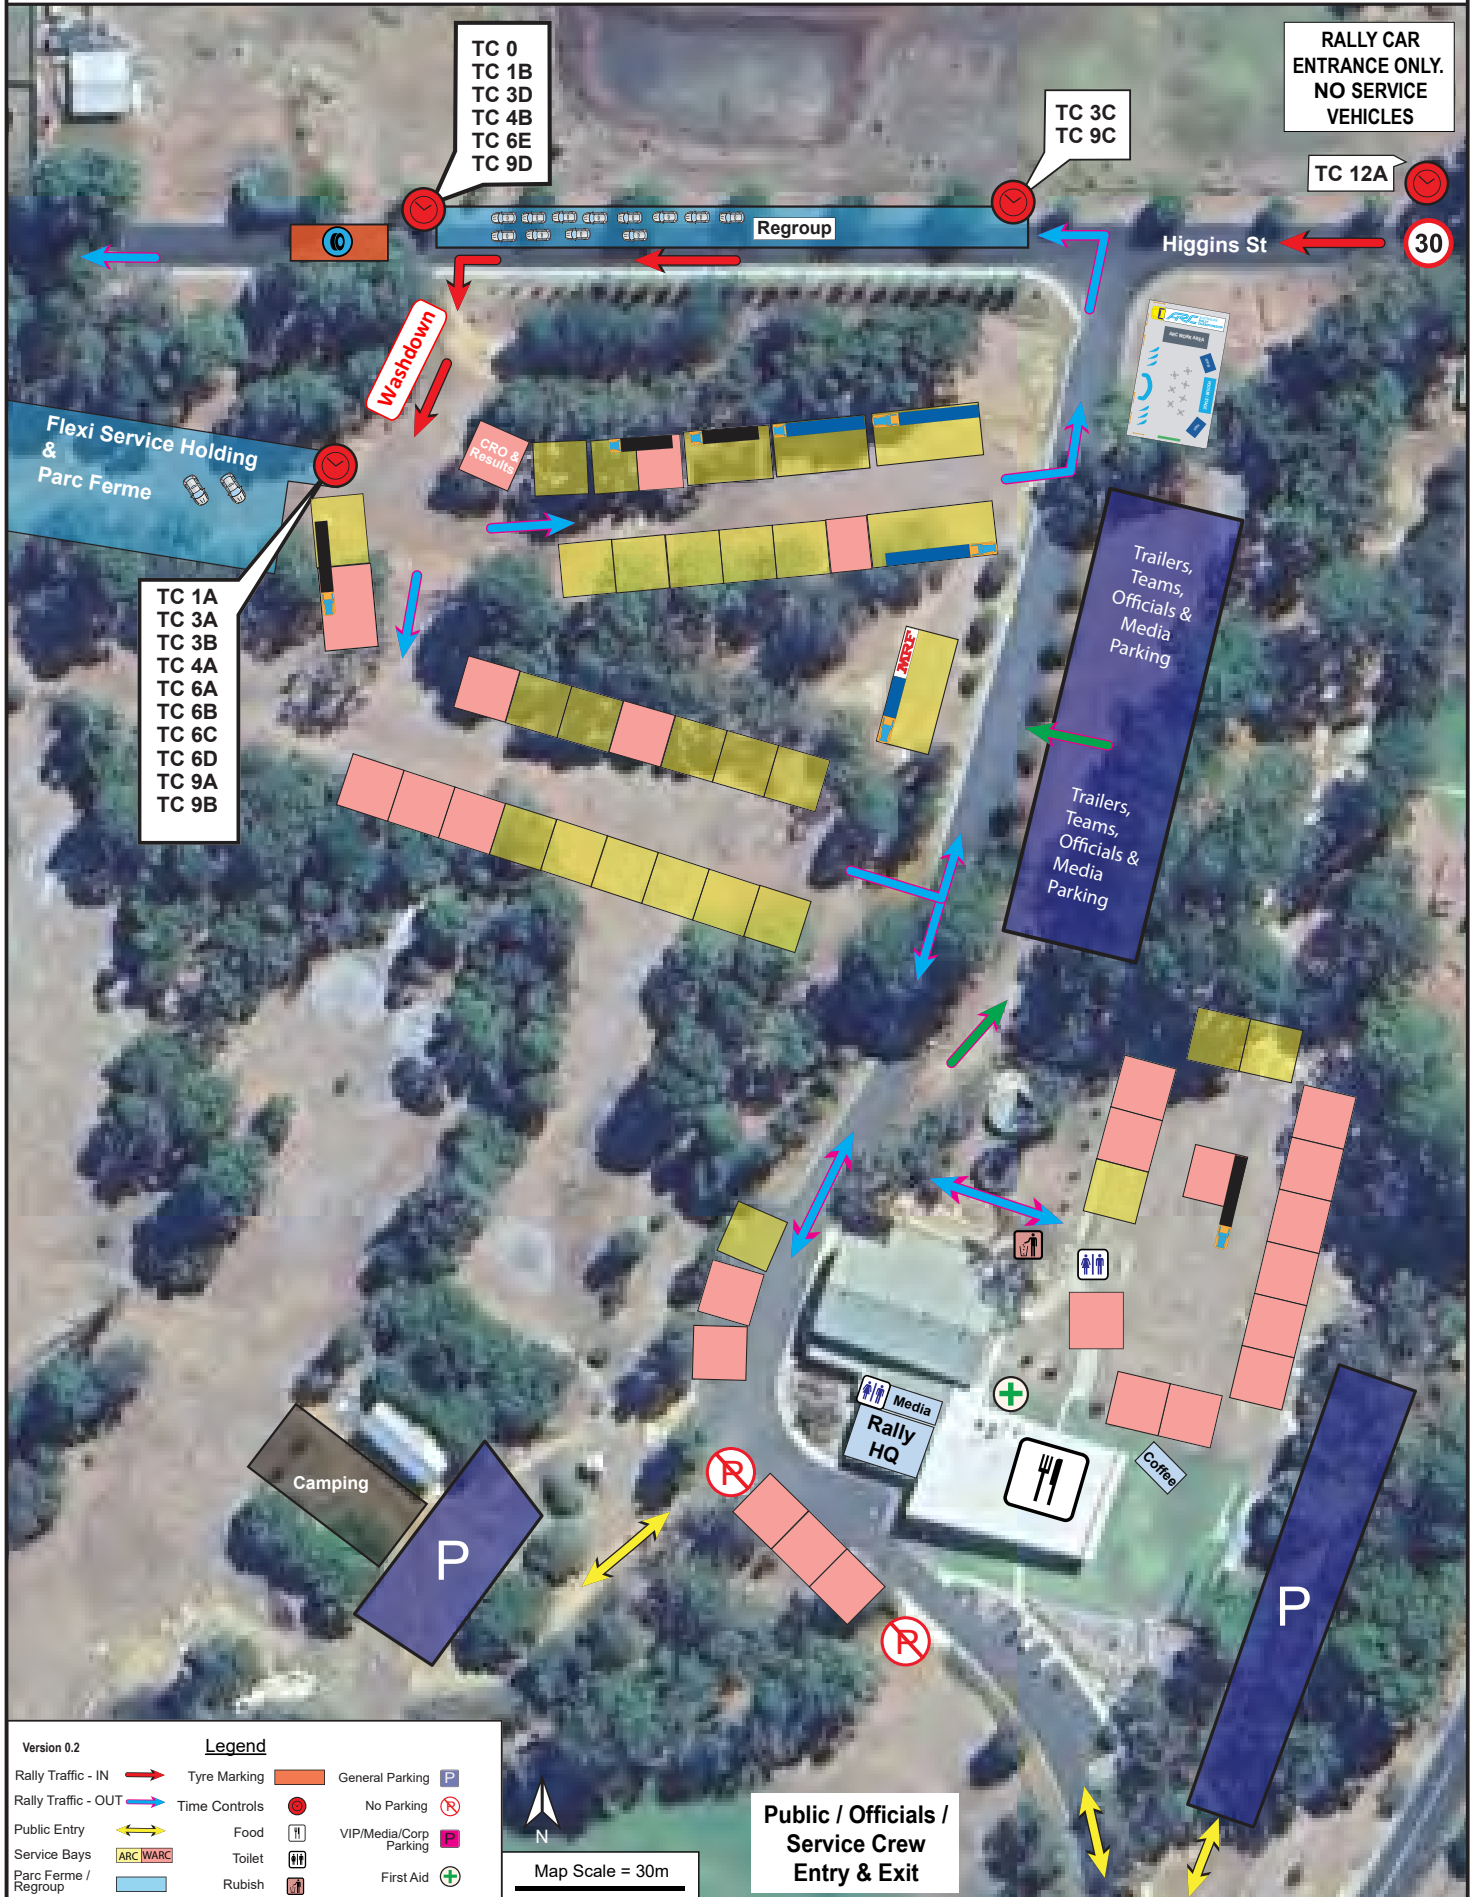 TC 0
TC 1B
TC 3D
TC 4B
TC 6E
TC 9D
TC 3C
TC 9C
RALLY CAR
ENTRANCE ONLY.
NO SERVICE
VEHICLES
TC 12A
Regroup
Higgins St
30
Washdown
ARC
ARC WORK AREA
Flexi Service Holding
&
Parc Ferme
CRO &
Results
TC 1A
TC 3A
TC 3B
TC 4A
TC 6A
TC 6B
TC 6C
TC 6D
TC 9A
TC 9B
MRF
Trailers,
Teams,
Officials &
Media
Parking
Trailers,
Teams,
Officials &
Media
Parking
Media
Rally
HQ
Coffee
Camping
P
P
P
P
Version 0.2
Legend
Rally Traffic - IN
Rally Traffic - OUT
Public Entry
Service Bays
ARC
WARC
Parc Ferme /
Regroup
Tyre Marking
Time Controls
Food
Toilet
Rubish
General Parking
P
No Parking
P
VIP/Media/Corp
Parking
P
First Aid
N
Map Scale = 30m
Public / Officials /
Service Crew
Entry & Exit